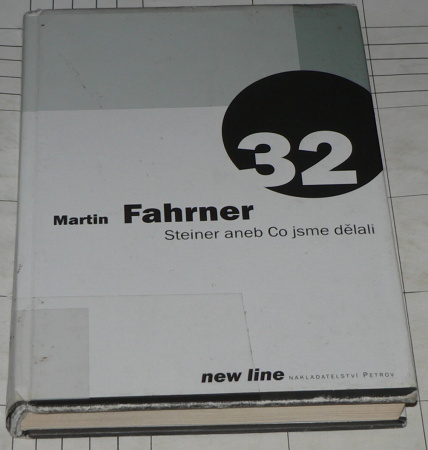 32
Martin Fahrner
Steiner aneb Co jsme dělali
new line NAKLADATELSTVÍ PETROV